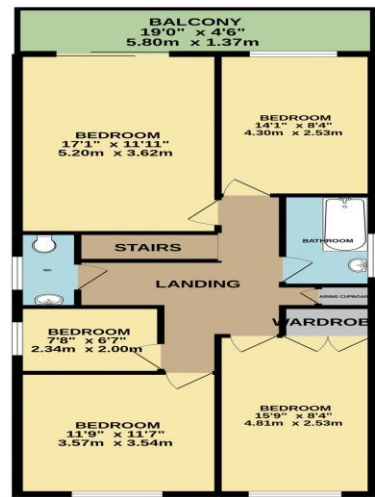 BALCONY
19'0" x 4'6"
5.80m x 1.37m
BEDROOM
17'1" x 11'11"
5.20m x 3.62m
BEDROOM
14'1" x 8'4"
4.30m x 2.53m
BATHROOM
STAIRS
WC
LANDING
AIRING CUPBOARD
WARDROBE
BEDROOM
7'8" x 6'7"
2.34m x 2.00m
BEDROOM
11'9" x 11'7"
3.57m x 3.54m
BEDROOM
15'9" x 8'4"
4.81m x 2.53m